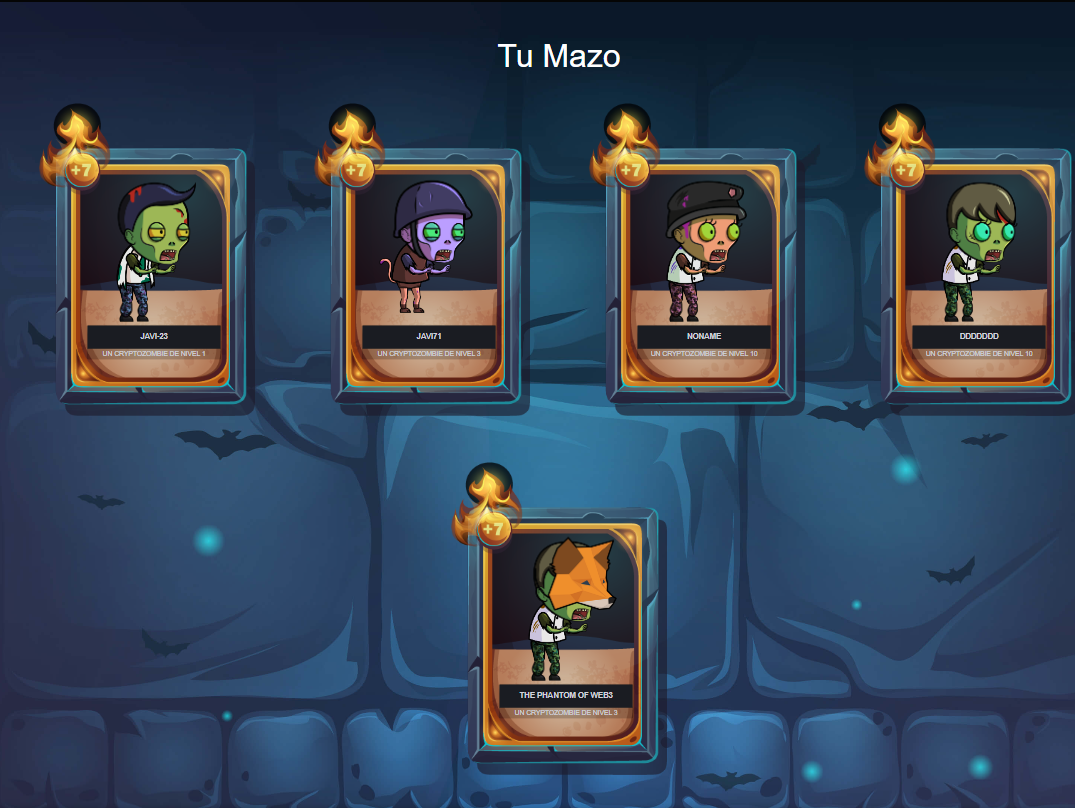 Tu Mazo
+7
+7
+7
+7
JAVI-23
JAVI71
NONAME
DDDDDDD
UN CRYPTOZOMBIE DE NIVEL 1
UN CRYPTOZOMBIE DE NIVEL 3
UN CRYPTOZOMBIE DE NIVEL 10
UN CRYPTOZOMBIE DE NIVEL 10
+7
THE PHANTOM OF WEB3
UN CRYPTOZOMBIE DE NIVEL 3